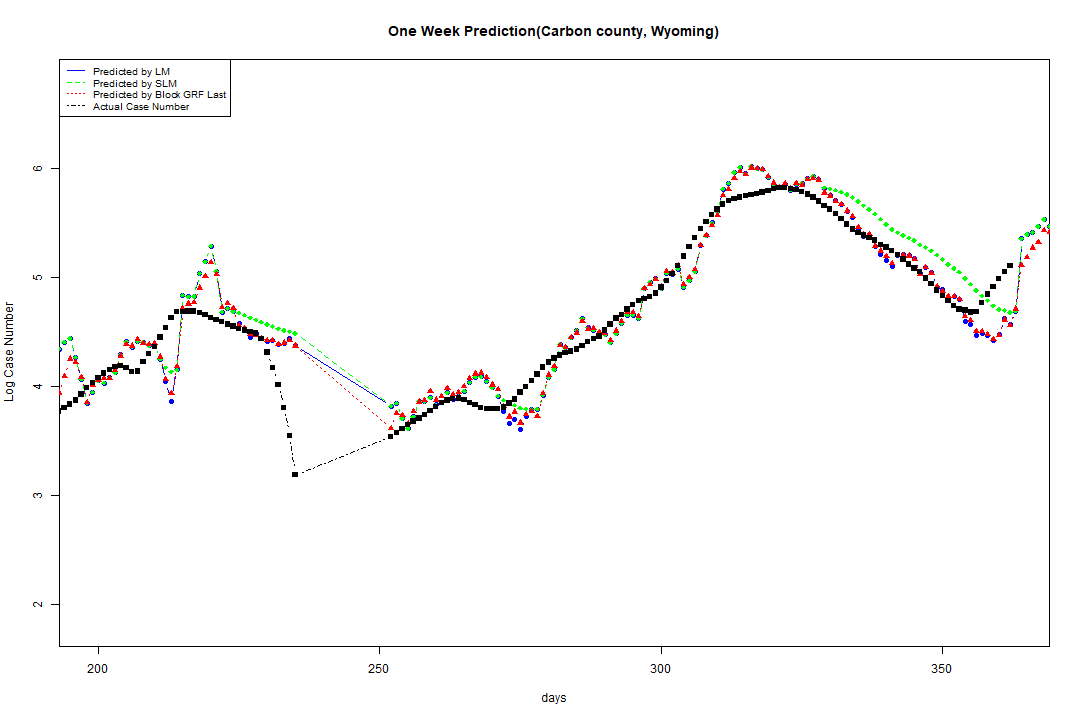 One Week Prediction(Carbon county, Wyoming)
Predicted by LM
Predicted by SLM
Predicted by Block GRF Last
Actual Case Number
6
5
4
3
2
Log Case Number
200 250 300 350
days